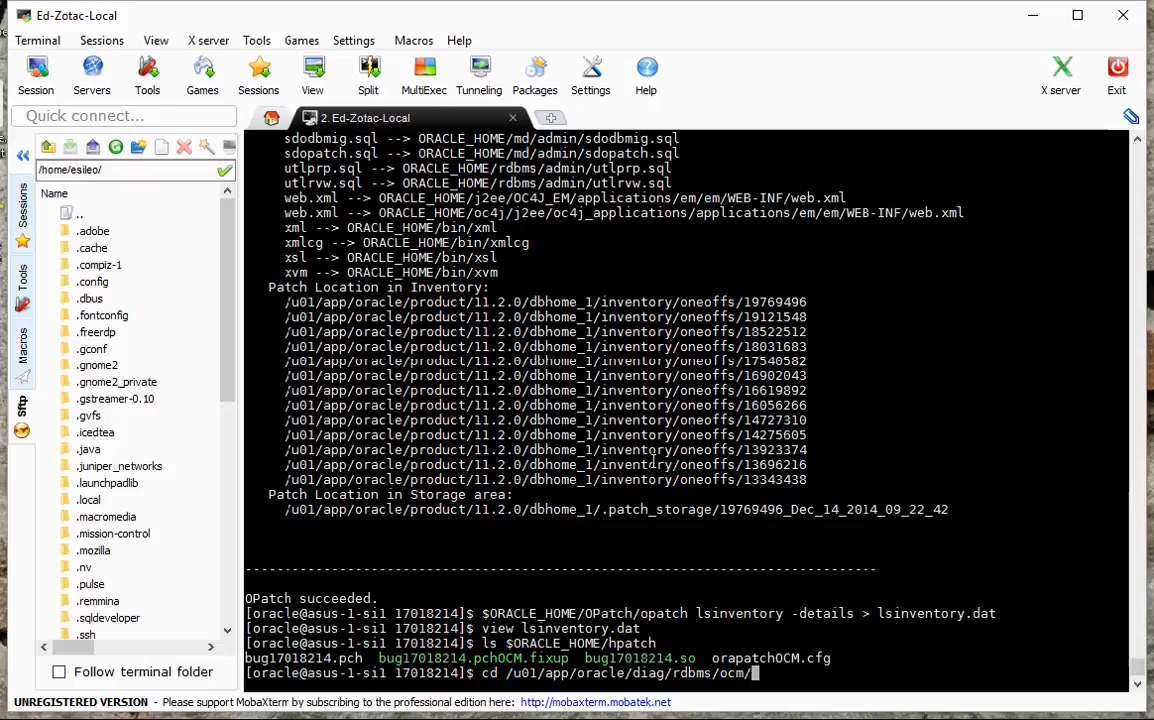 Ed-Zotac-Local
Terminal Sessions View X server Tools Games Settings Macros Help
Session Servers Tools Games Sessions View Split MultiExec Tunneling Packages Settings Help X server Exit
Quick connect...
2. Ed-Zotac-Local
/home/esileo/
Name
..
.adobe
.cache
.compiz-1
.config
.dbus
.fontconfig
.freerdp
.gconf
.gnome2
.gnome2_private
.gstreamer-0.10
.gvfs
.icedtea
.java
.juniper_networks
.launchpadlib
.local
.macromedia
.mission-control
.mozilla
.nv
.pulse
.remmina
.sqldeveloper
.ssh
Sessions
Tools
Macros
Sftp
Follow terminal folder
sdodbmig.sql --> ORACLE_HOME/md/admin/sdodbmig.sql
sdopatch.sql --> ORACLE_HOME/md/admin/sdopatch.sql
utlprp.sql --> ORACLE_HOME/rdbms/admin/utlprp.sql
utlrvw.sql --> ORACLE_HOME/rdbms/admin/utlrvw.sql
web.xml --> ORACLE_HOME/j2ee/OC4J_EM/applications/em/em/WEB-INF/web.xml
web.xml --> ORACLE_HOME/oc4j/j2ee/oc4j_applications/applications/em/em/WEB-INF/web.xml
xml --> ORACLE_HOME/bin/xml
xmlcg --> ORACLE_HOME/bin/xmlcg
xsl --> ORACLE_HOME/bin/xsl
xvm --> ORACLE_HOME/bin/xvm
Patch Location in Inventory:
/u01/app/oracle/product/11.2.0/dbhome_1/inventory/oneoffs/19769496
/u01/app/oracle/product/11.2.0/dbhome_1/inventory/oneoffs/19121548
/u01/app/oracle/product/11.2.0/dbhome_1/inventory/oneoffs/18522512
/u01/app/oracle/product/11.2.0/dbhome_1/inventory/oneoffs/18031683
/u01/app/oracle/product/11.2.0/dbhome_1/inventory/oneoffs/17540582
/u01/app/oracle/product/11.2.0/dbhome_1/inventory/oneoffs/16902043
/u01/app/oracle/product/11.2.0/dbhome_1/inventory/oneoffs/16619892
/u01/app/oracle/product/11.2.0/dbhome_1/inventory/oneoffs/16056266
/u01/app/oracle/product/11.2.0/dbhome_1/inventory/oneoffs/14727310
/u01/app/oracle/product/11.2.0/dbhome_1/inventory/oneoffs/14275605
/u01/app/oracle/product/11.2.0/dbhome_1/inventory/oneoffs/13923374
/u01/app/oracle/product/11.2.0/dbhome_1/inventory/oneoffs/13696216
/u01/app/oracle/product/11.2.0/dbhome_1/inventory/oneoffs/13343438
Patch Location in Storage area:
/u01/app/oracle/product/11.2.0/dbhome_1/.patch_storage/19769496_Dec_14_2014_09_22_42
--------------------------------------------------------------------------------
OPatch succeeded.
[oracle@asus-1-si1 17018214]$ $ORACLE_HOME/OPatch/opatch lsinventory -details > lsinventory.dat
[oracle@asus-1-si1 17018214]$ view lsinventory.dat
[oracle@asus-1-si1 17018214]$ ls $ORACLE_HOME/hpatch
bug17018214.pch bug17018214.pchOCM.fixup bug17018214.so orapatchOCM.cfg
[oracle@asus-1-si1 17018214]$ cd /u01/app/oracle/diag/rdbms/ocm/
UNREGISTERED VERSION - Please support MobaXterm by subscribing to the professional edition here: http://mobaxterm.mobatek.net